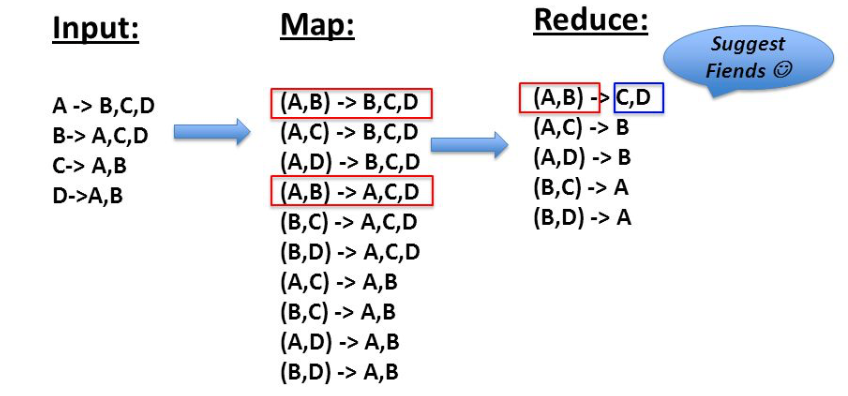 Input:
A -> B,C,D
B-> A,C,D
C-> A,B
D->A,B
Map:
(A,B) -> B,C,D
(A,C) -> B,C,D
(A,D) -> B,C,D
(A,B) -> A,C,D
(B,C) -> A,C,D
(B,D) -> A,C,D
(A,C) -> A,B
(B,C) -> A,B
(A,D) -> A,B
(B,D) -> A,B
Reduce:
(A,B) -> C,D
(A,C) -> B
(A,D) -> B
(B,C) -> A
(B,D) -> A
Suggest
Fiends ☺